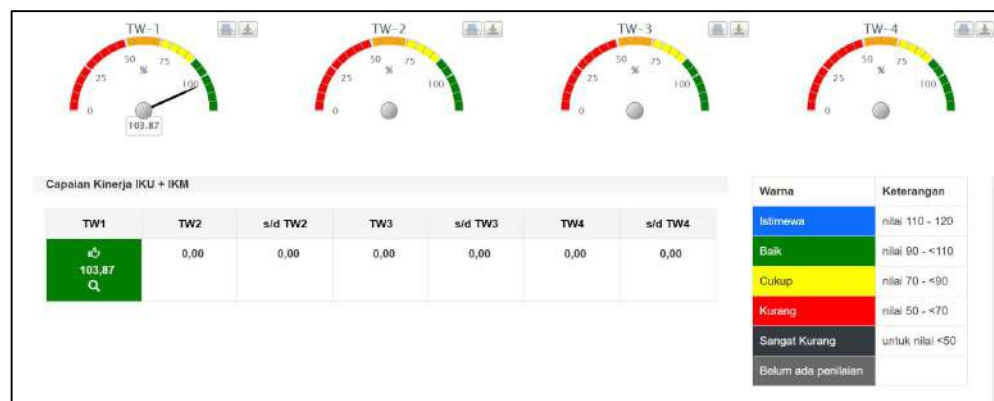 TW-1
0 25 50 75 100
%
103.87
TW-2
0 25 50 75 100
%
TW-3
0 25 50 75 100
%
TW-4
0 25 50 75 100
%
Capaian Kinerja IKU + IKM
TW1 TW2 s/d TW2 TW3 s/d TW3 TW4 s/d TW4
103,87 0,00 0,00 0,00 0,00 0,00 0,00
Warna Keterangan
Istimewa nilai 110 - 120
Baik nilai 90 - <110
Cukup nilai 70 - <90
Kurang nilai 50 - <70
Sangat Kurang untuk nilai <50
Belum ada penilaian